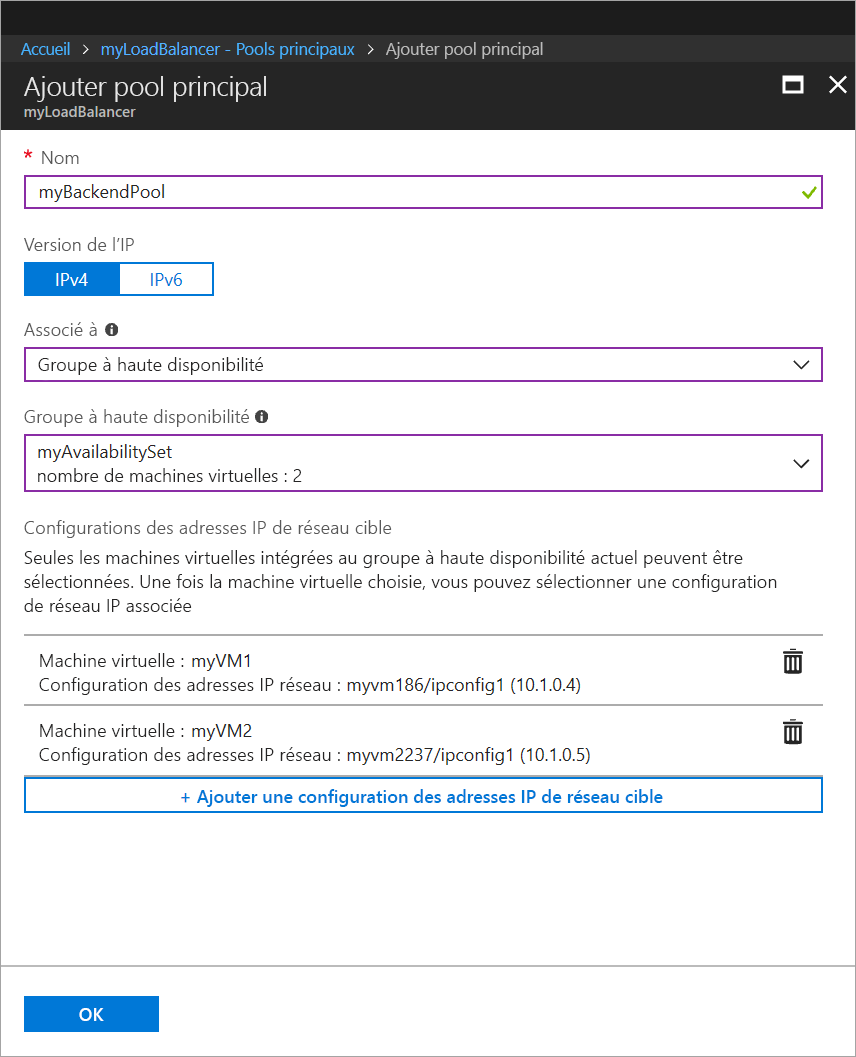 Accueil > myLoadBalancer - Pools principaux > Ajouter pool principal
Ajouter pool principal
myLoadBalancer
* Nom
myBackendPool
Version de l’IP
IPv4 IPv6
Associé à
Groupe à haute disponibilité
Groupe à haute disponibilité
myAvailabilitySet
nombre de machines virtuelles : 2
Configurations des adresses IP de réseau cible
Seules les machines virtuelles intégrées au groupe à haute disponibilité actuel peuvent être
sélectionnées. Une fois la machine virtuelle choisie, vous pouvez sélectionner une configuration
de réseau IP associée
Machine virtuelle : myVM1
Configuration des adresses IP réseau : myvm186/ipconfig1 (10.1.0.4)
Machine virtuelle : myVM2
Configuration des adresses IP réseau : myvm2237/ipconfig1 (10.1.0.5)
+ Ajouter une configuration des adresses IP de réseau cible
OK